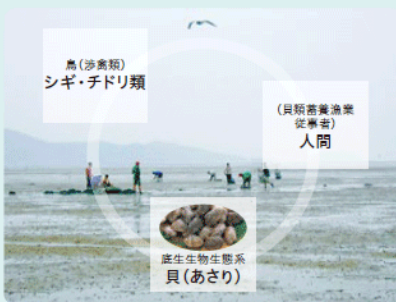 鳥（渉禽類）
シギ・チドリ類
（貝類蓄養漁業
従事者）
人間
底生生物生態系
貝（あさり）